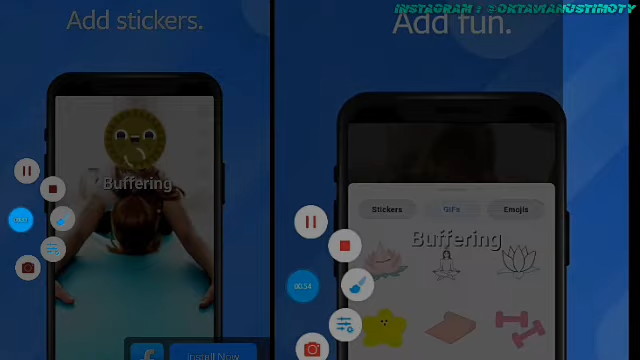 INSTAGRAM : @OKTAVIANUSTIMOTY
Add stickers.
Buffering
f
Install Now
Add fun.
Stickers
GIFs
Emojis
Buffering
00:54